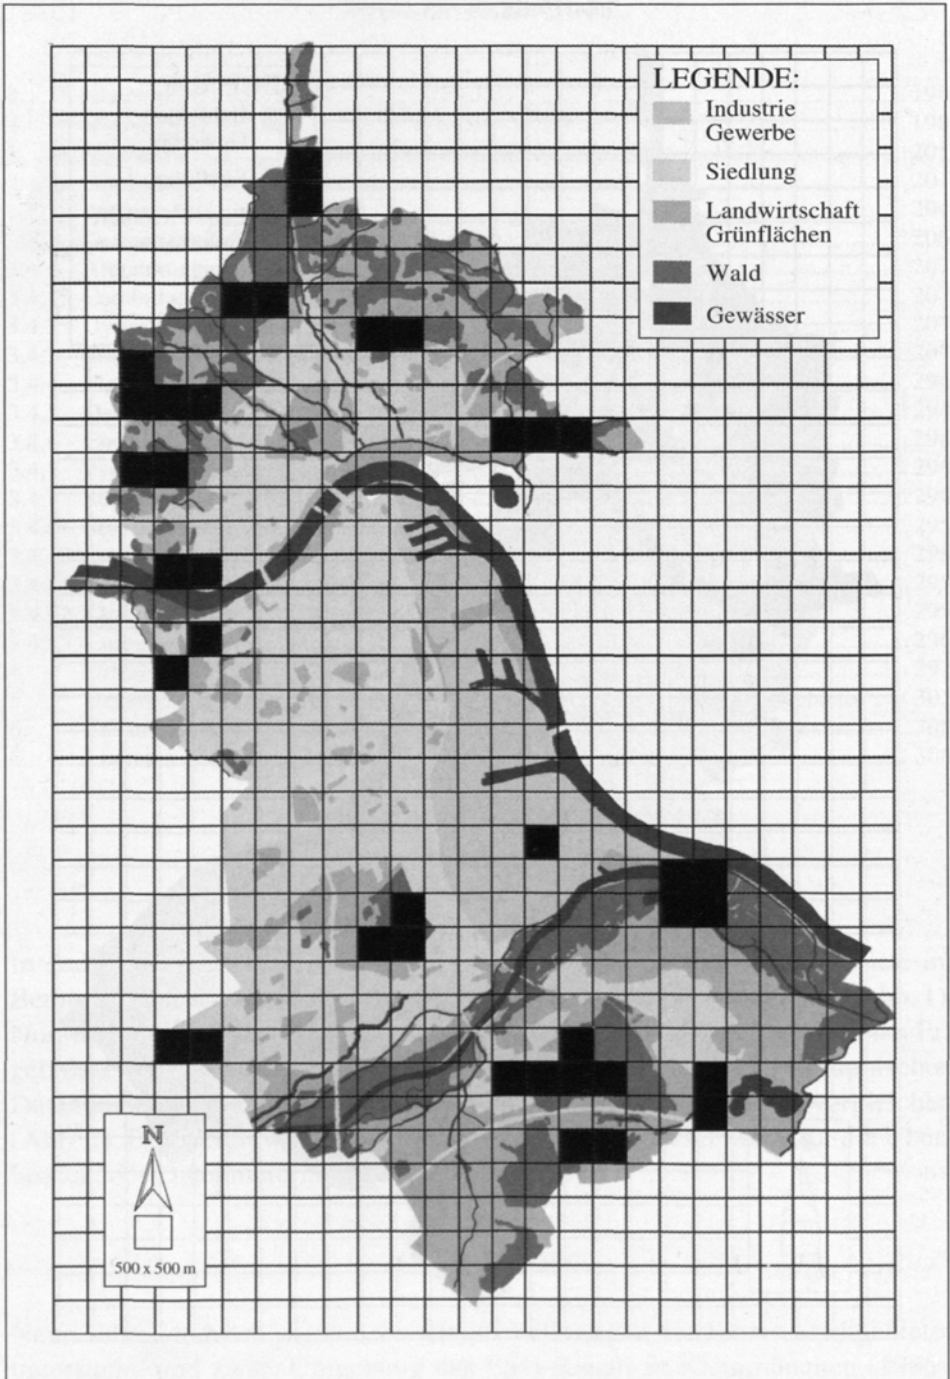 LEGENDE:
Industrie
Gewerbe
Siedlung
Landwirtschaft
Grünflächen
Wald
Gewässer
N
500 x 500 m